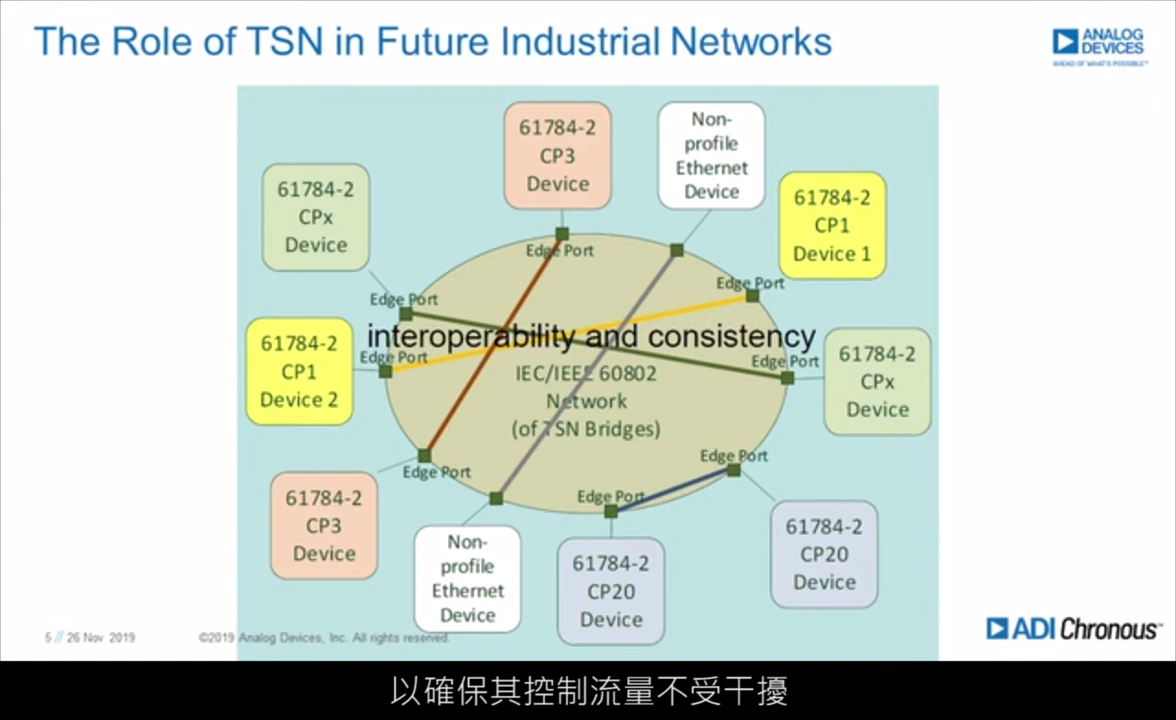 The Role of TSN in Future Industrial Networks
ANALOG
DEVICES
AHEAD OF WHAT'S POSSIBLE™
61784-2
CP3
Device
Non-
profile
Ethernet
Device
61784-2
CPx
Device
61784-2
CP1
Device 1
Edge Port
Edge Port
Edge Port
interoperability and consistency
61784-2
CP1
Device 2
Edge Port
Edge Port
61784-2
CPx
Device
IEC/IEEE 60802
Network
(of TSN Bridges)
Edge Port
Edge Port
Edge Port
61784-2
CP3
Device
Non-
profile
Ethernet
Device
61784-2
CP20
Device
61784-2
CP20
Device
5 // 26 Nov 2019
©2019 Analog Devices, Inc. All rights reserved.
ADI Chronous™
以確保其控制流量不受干擾